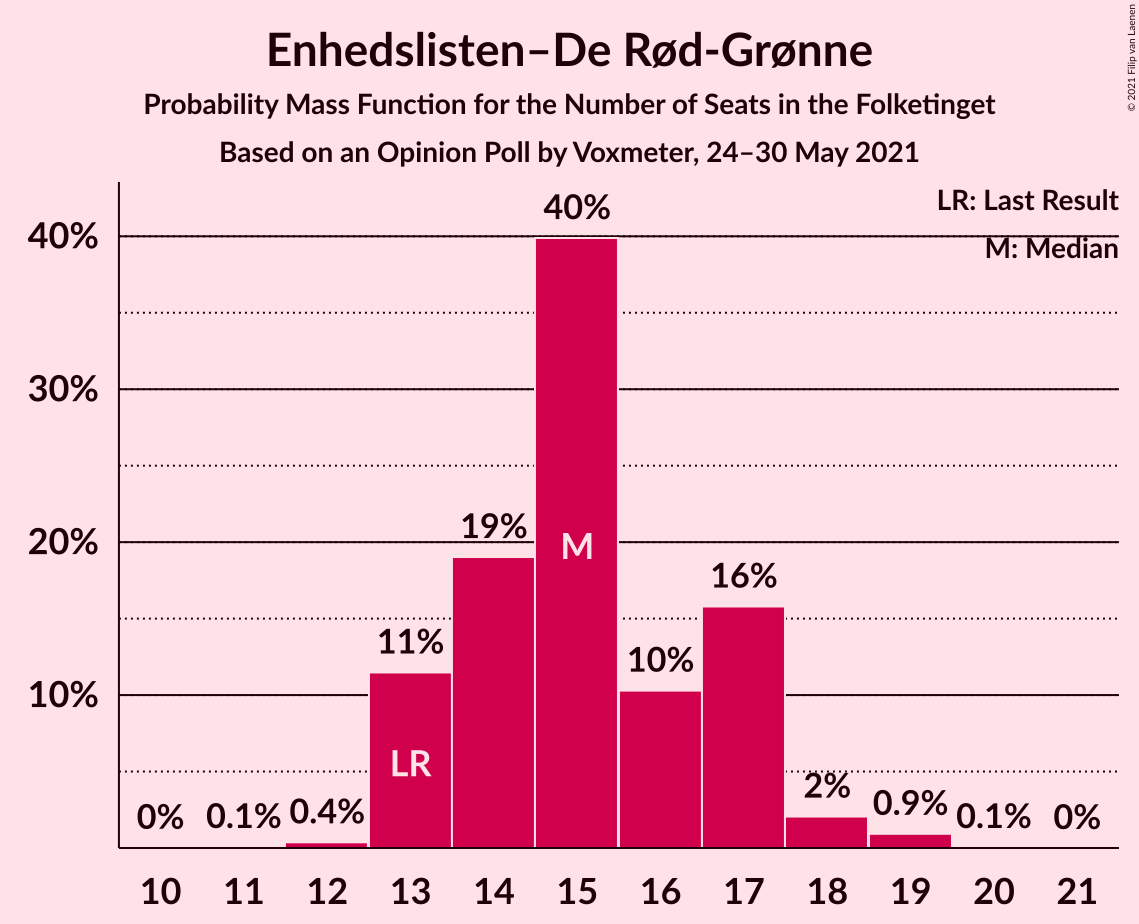 Enhedslisten–De Rød-Grønne
Probability Mass Function for the Number of Seats in the Folketinget
Based on an Opinion Poll by Voxmeter, 24–30 May 2021
© 2021 Filip van Laenen
LR: Last Result
M: Median
40%
30%
20%
10%
0%
0.1%
0.4%
11%
19%
40%
10%
16%
2%
0.9%
0.1%
0%
LR
M
10 11 12 13 14 15 16 17 18 19 20 21